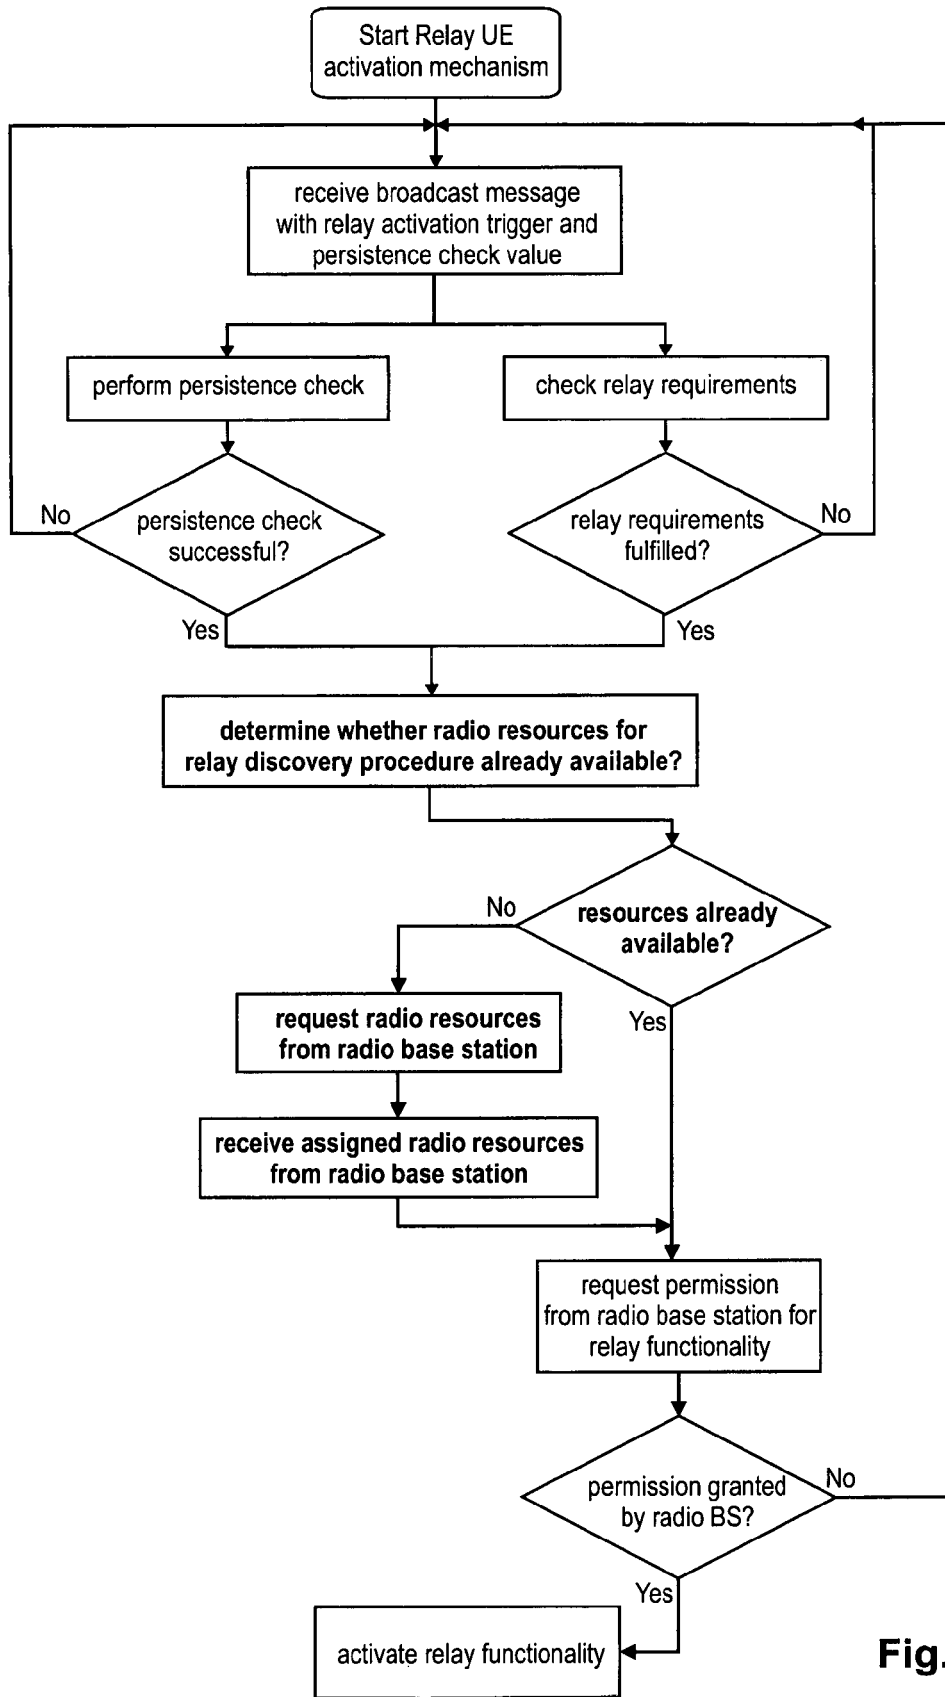 Start Relay UE
activation mechanism
receive broadcast message
with relay activation trigger and
persistence check value
perform persistence check
check relay requirements
No
persistence check
successful?
relay requirements
fulfilled?
No
Yes
Yes
determine whether radio resources for
relay discovery procedure already available?
No
resources already
available?
request radio resources
from radio base station
Yes
receive assigned radio resources
from radio base station
request permission
from radio base station for
relay functionality
permission granted
by radio BS?
No
Yes
activate relay functionality
Fig.